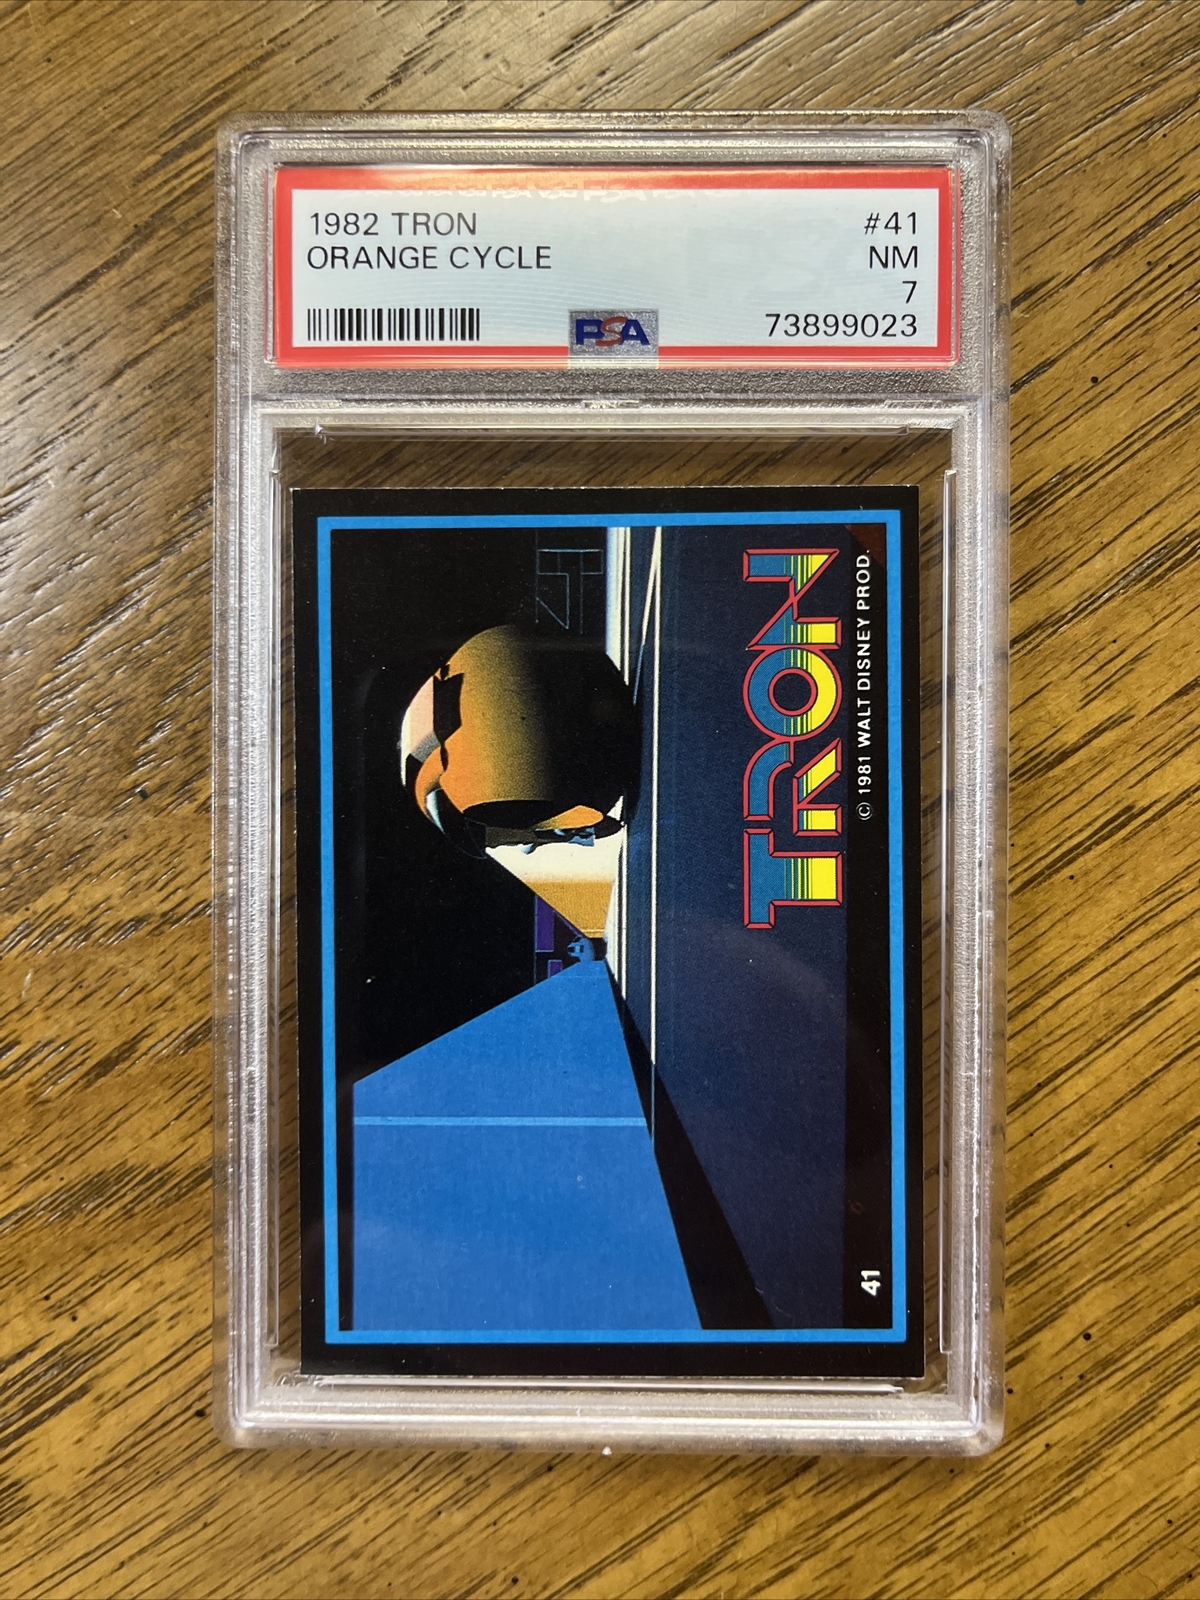 1982 TRON #41
ORANGE CYCLE NM
7
PSA 73899023
TRON
© 1981 WALT DISNEY PROD.
41